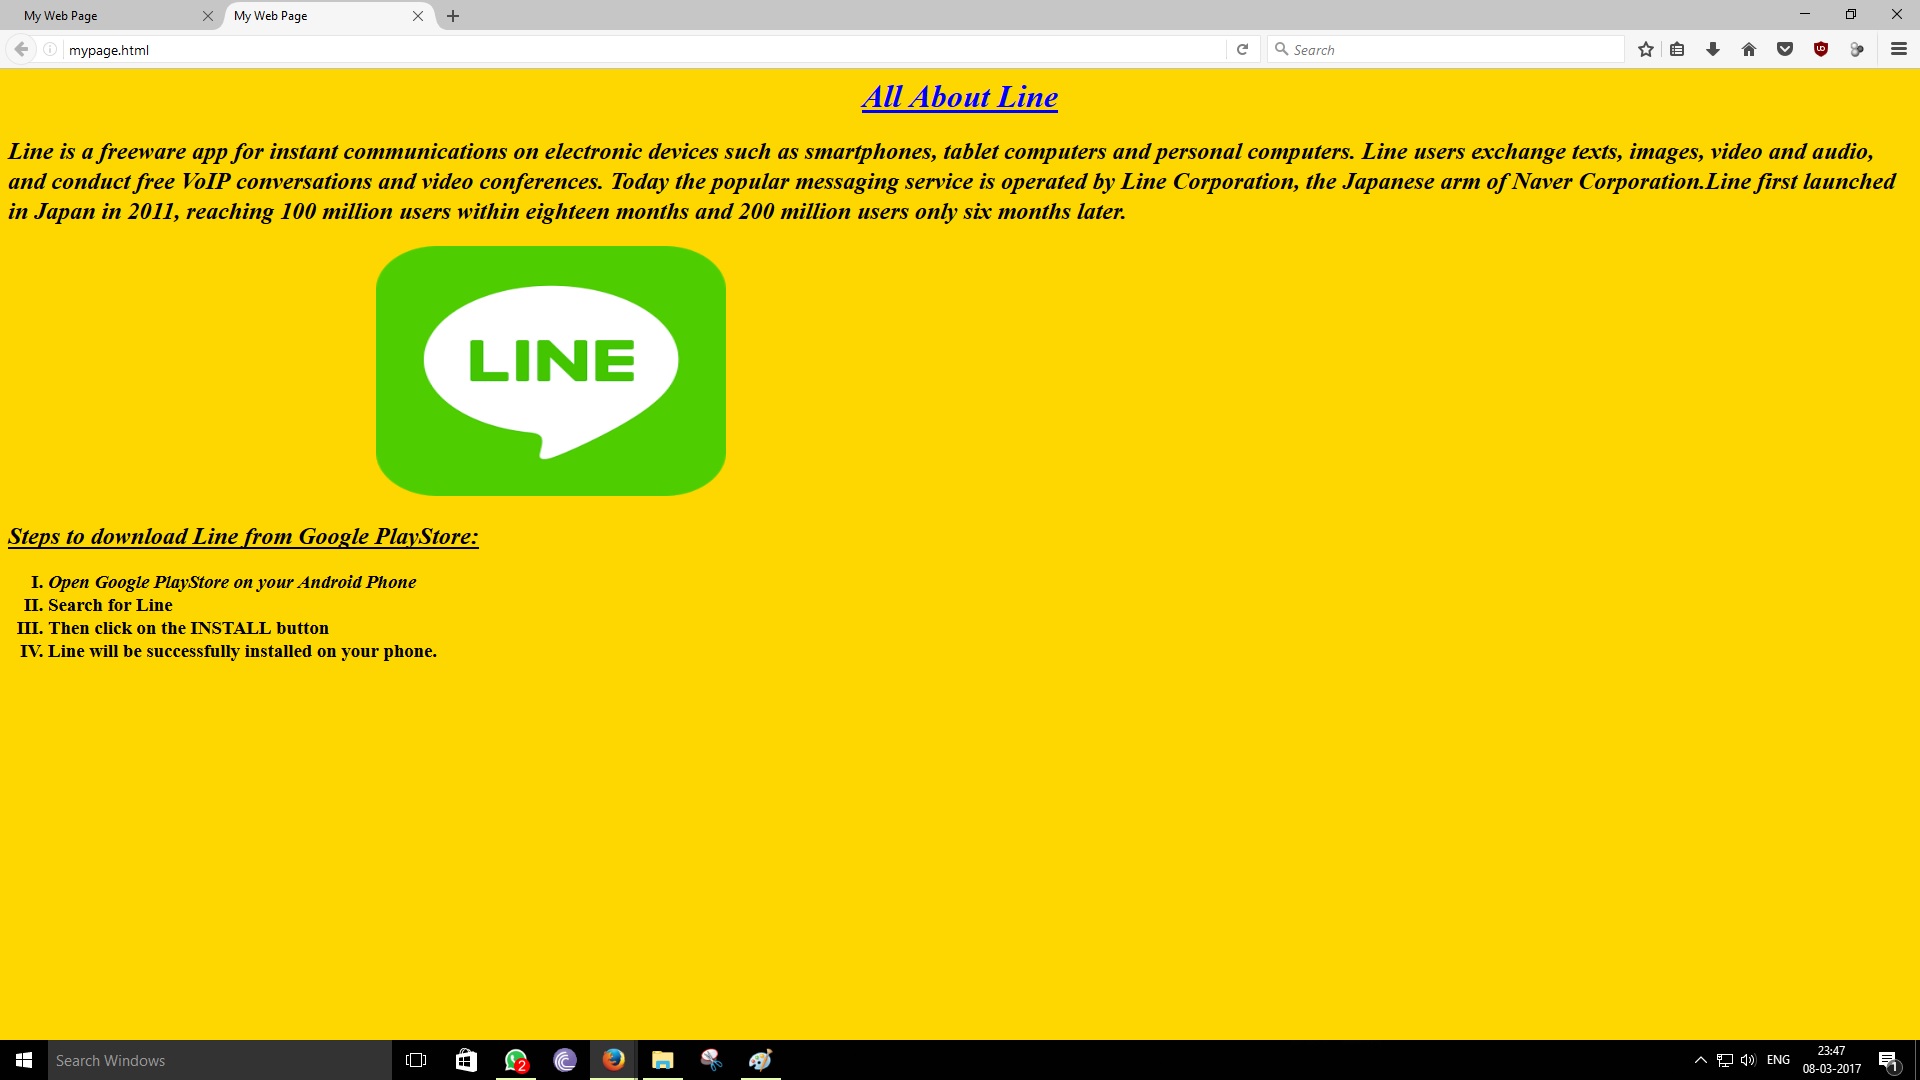 My Web Page
My Web Page
mypage.html
Search
All About Line
Line is a freeware app for instant communications on electronic devices such as smartphones, tablet computers and personal computers. Line users exchange texts, images, video and audio,
and conduct free VoIP conversations and video conferences. Today the popular messaging service is operated by Line Corporation, the Japanese arm of Naver Corporation.Line first launched
in Japan in 2011, reaching 100 million users within eighteen months and 200 million users only six months later.
LINE
Steps to download Line from Google PlayStore:
I. Open Google PlayStore on your Android Phone
II. Search for Line
III. Then click on the INSTALL button
IV. Line will be successfully installed on your phone.
Search Windows
2
ENG
23:47
08-03-2017
1